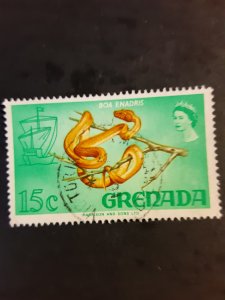 BOA ENADRIS
15c GRENADA
HARRISON AND SONS LTD